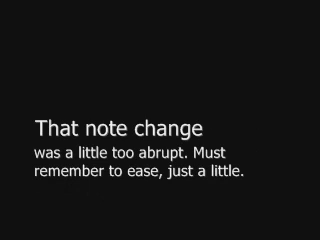 That note change
was a little too abrupt. Must
remember to ease, just a little.